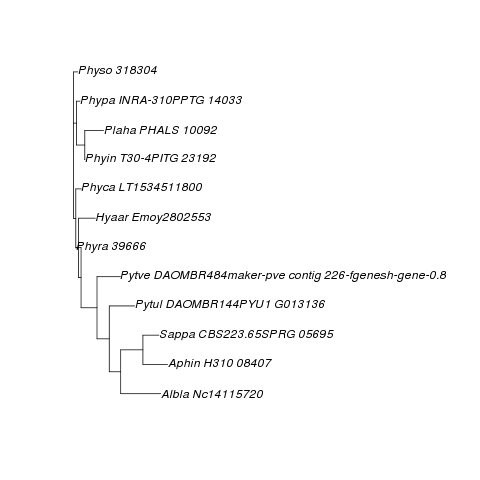 Physo 318304
Phypa INRA-310PPTG 14033
Plaha PHALS 10092
Phyin T30-4PITG 23192
Phyca LT1534511800
Hyaar Emoy2802553
Phyra 39666
Pytve DAOMBR484maker-pve contig 226-fgenesh-gene-0.8
Pytul DAOMBR144PYU1 G013136
Sappa CBS223.65SPRG 05695
Aphin H310 08407
Albla Nc14115720